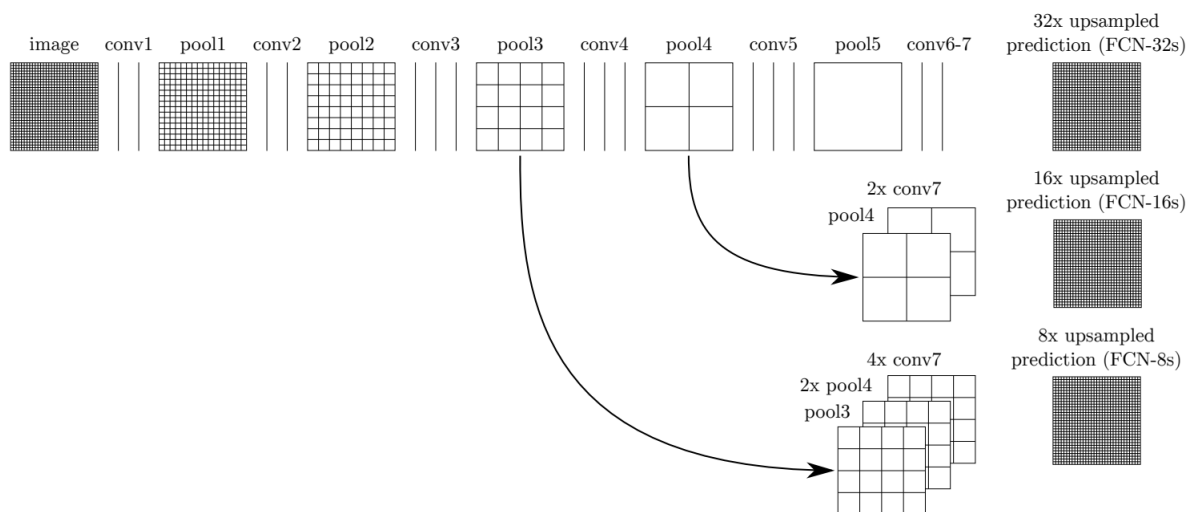 image
conv1
pool1
conv2
pool2
conv3
pool3
conv4
pool4
conv5
pool5
conv6-7
32x upsampled
prediction (FCN-32s)
2x conv7
pool4
16x upsampled
prediction (FCN-16s)
4x conv7
2x pool4
pool3
8x upsampled
prediction (FCN-8s)